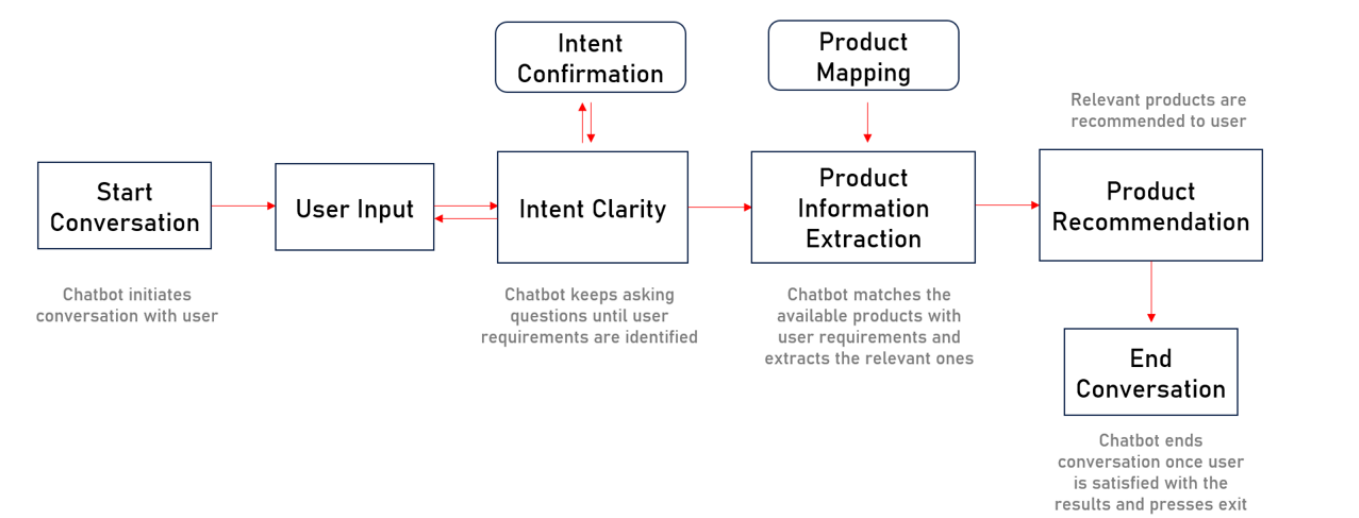 Intent
Confirmation
Product
Mapping
Relevant products are
recommended to user
Start
Conversation
User Input
Intent Clarity
Product
Information
Extraction
Product
Recommendation
Chatbot initiates
conversation with user
Chatbot keeps asking
questions until user
requirements are identified
Chatbot matches the
available products with
user requirements and
extracts the relevant ones
End
Conversation
Chatbot ends
conversation once user
is satisfied with the
results and presses exit